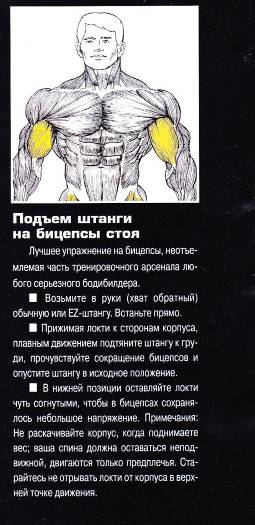 Подъем штанги
на бицепсы стоя
Лучшее упражнение на бицепсы, неотъе-
млемая часть тренировочного арсенала лю-
бого серьезного бодибилдера.
■ Возьмите в руки (хват обратный)
обычную или EZ-штангу. Встаньте прямо.
■ Прижимая локти к сторонам корпуса,
плавным движением подтяните штангу к гру-
ди, прочувствуйте сокращение бицепсов и
опустите штангу в исходное положение.
■ В нижней позиции оставляйте локти
чуть согнутыми, чтобы в бицепсах сохраня-
лось небольшое напряжение. Примечания:
Не раскачивайте корпус, когда поднимаете
вес; ваша спина должна оставаться непод-
вижной, двигаются только предплечья. Ста-
райтесь не отрывать локти от корпуса в верх-
ней точке движения.